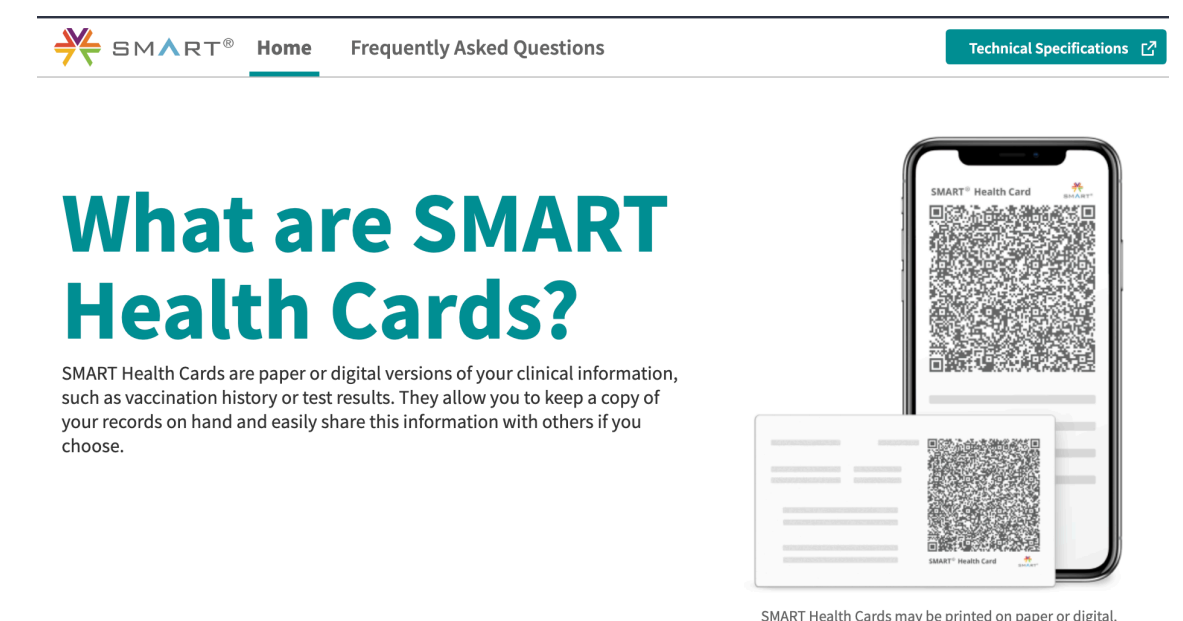 SMART®
Home
Frequently Asked Questions
Technical Specifications
What are SMART
Health Cards?
SMART Health Cards are paper or digital versions of your clinical information,
such as vaccination history or test results. They allow you to keep a copy of
your records on hand and easily share this information with others if you
choose.
SMART® Health Card
SMART®
SMART® Health Card
SMART®
SMART Health Cards may be printed on paper or digital.